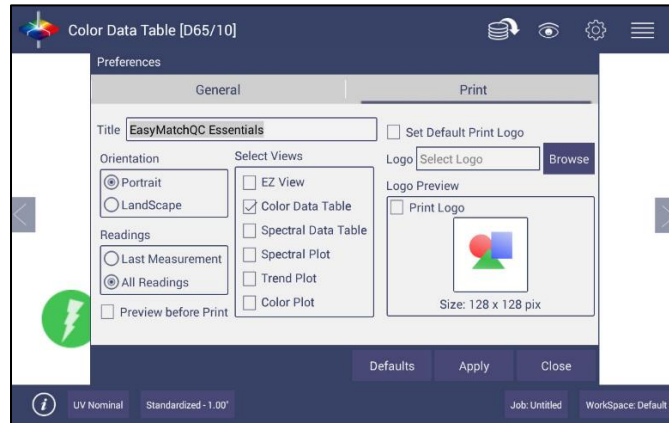 Color Data Table [D65/10]
Preferences
General
Print
Title EasyMatchQC Essentials
Orientation
Portrait
LandScape
Readings
Last Measurement
All Readings
Preview before Print
Select Views
EZ View
Color Data Table
Spectral Data Table
Spectral Plot
Trend Plot
Color Plot
Set Default Print Logo
Logo Select Logo Browse
Logo Preview
Print Logo
Size: 128 x 128 pix
Defaults Apply Close
i UV Nominal Standardized - 1.00" Job: Untitled WorkSpace: Default